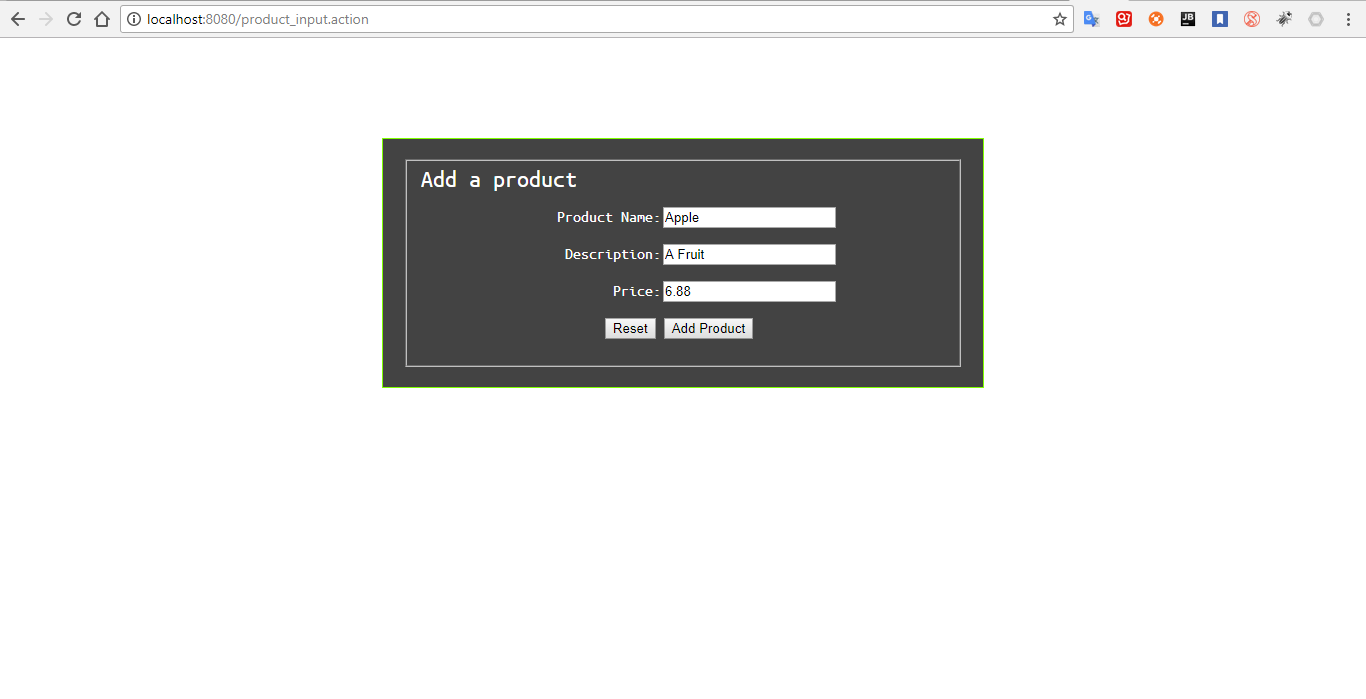 localhost:8080/product_input.action
JB
Add a product
Product Name: Apple
Description: A Fruit
Price: 6.88
Reset Add Product